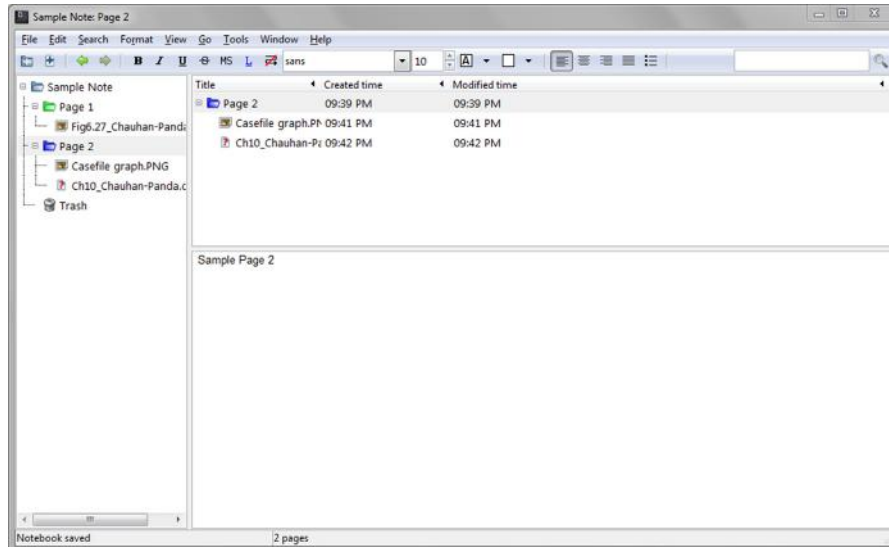 Sample Note: Page 2
File Edit Search Format View Go Tools Window Help
B I U S MS L sans 10 A
Sample Note
Page 1
Fig6.27_Chauhan-Panda
Page 2
Casefile graph.PNG
Ch10_Chauhan-Panda.c
Trash
Title Created time Modified time
Page 2 09:39 PM 09:39 PM
Casefile graph.PN 09:41 PM 09:41 PM
Ch10_Chauhan-Pa 09:42 PM 09:42 PM
Sample Page 2
Notebook saved 2 pages